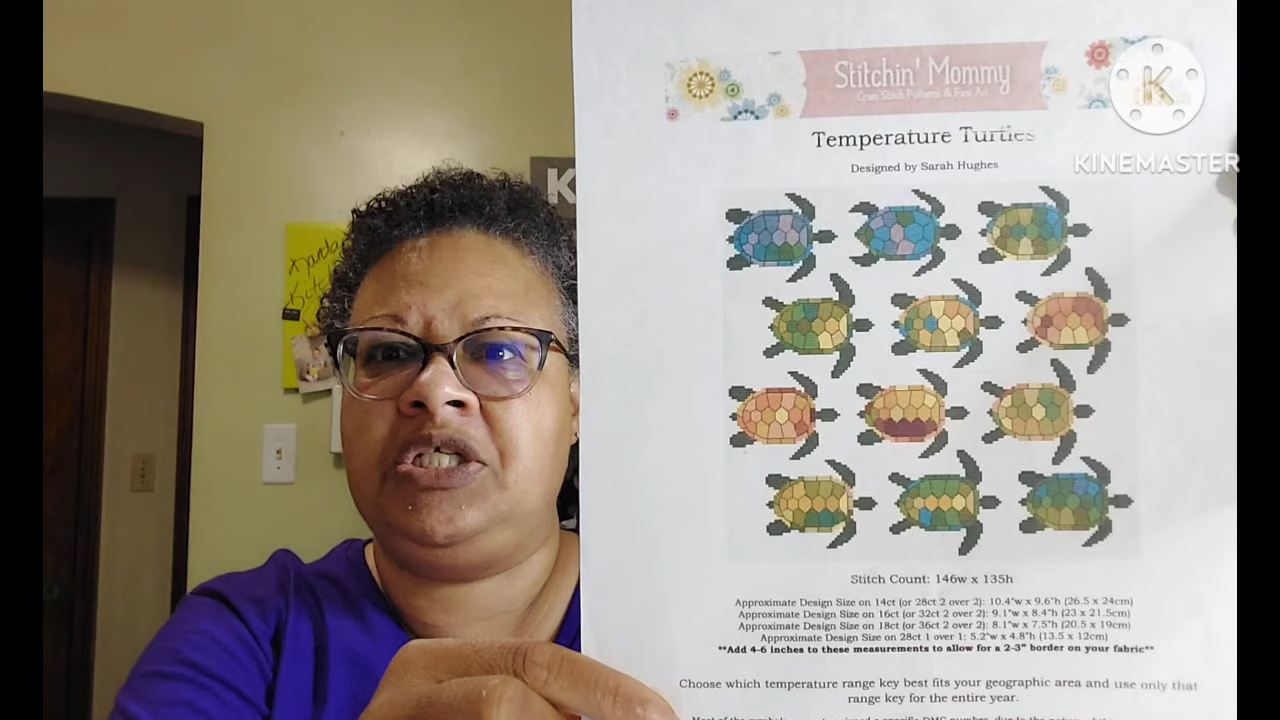 Stitchin' Mommy
Cross Stitch Patterns & Fine Art
K
KINEMASTER
Temperature Turtles
Designed by Sarah Hughes
K
Stitch Count: 146w x 135h
Approximate Design Size on 14ct (or 28ct 2 over 2): 10.4"w x 9.6"h (26.5 x 24cm)
Approximate Design Size on 16ct (or 32ct 2 over 2): 9.1"w x 8.4"h (23 x 21.5cm)
Approximate Design Size on 18ct (or 36ct 2 over 2): 8.1"w x 7.5"h (20.5 x 19cm)
Approximate Design Size on 28ct 1 over 1: 5.2"w x 4.8"h (13.5 x 12cm)
**Add 4-6 inches to these measurements to allow for a 2-3" border on your fabric**
Choose which temperature range key best fits your geographic area and use only that
range key for the entire year.